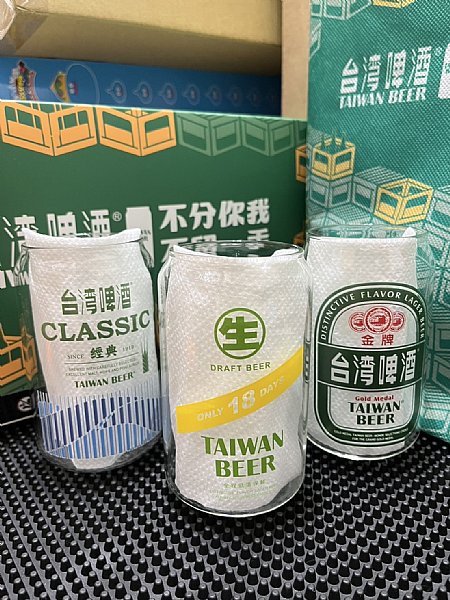 台湾啤酒®
TAIWAN BEER
湾啤酒®
不分你我
台湾啤酒
CLASSIC
SINCE 經典 1919
TAIWAN BEER
生
DRAFT BEER
ONLY 18 DAYS
TAIWAN
BEER
DISTINCTIVE FLAVOR LAGER BEER
金牌
台湾啤酒
Gold Medal
TAIWAN
BEER